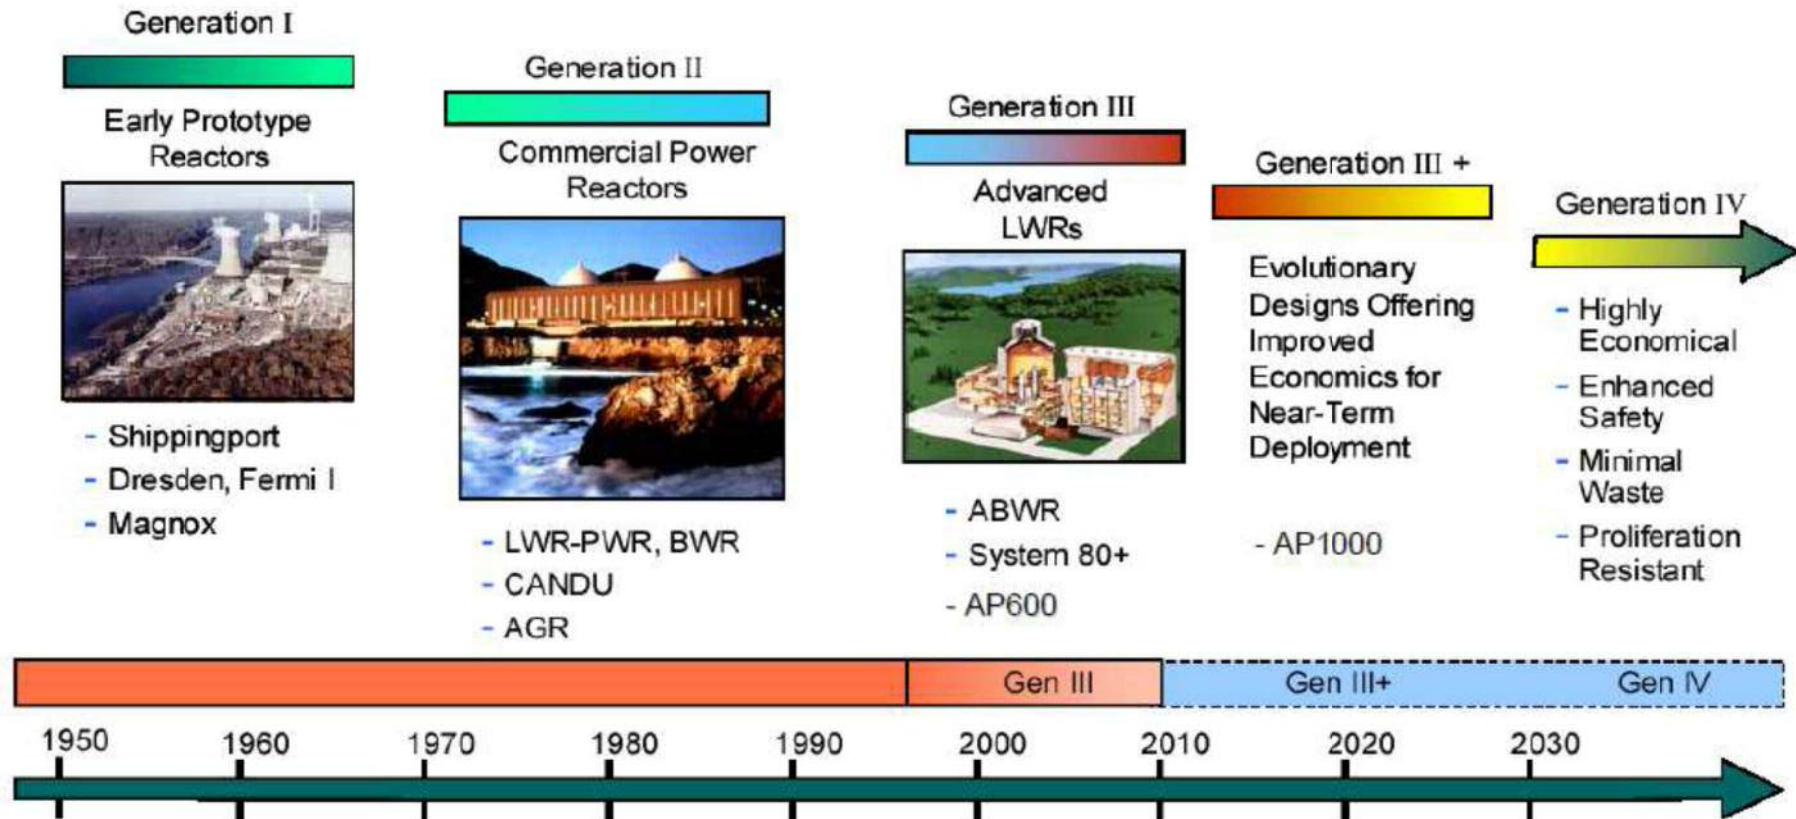 Generation I
Early Prototype
Reactors
- Shippingport
- Dresden, Fermi I
- Magnox
Generation II
Commercial Power
Reactors
- LWR-PWR, BWR
- CANDU
- AGR
Generation III
Advanced
LWRs
- ABWR
- System 80+
- AP600
Generation III +
Evolutionary
Designs Offering
Improved
Economics for
Near-Term
Deployment
- AP1000
Generation IV
- Highly
Economical
- Enhanced
Safety
- Minimal
Waste
- Proliferation
Resistant
Gen III
Gen III+
Gen IV
1950
1960
1970
1980
1990
2000
2010
2020
2030